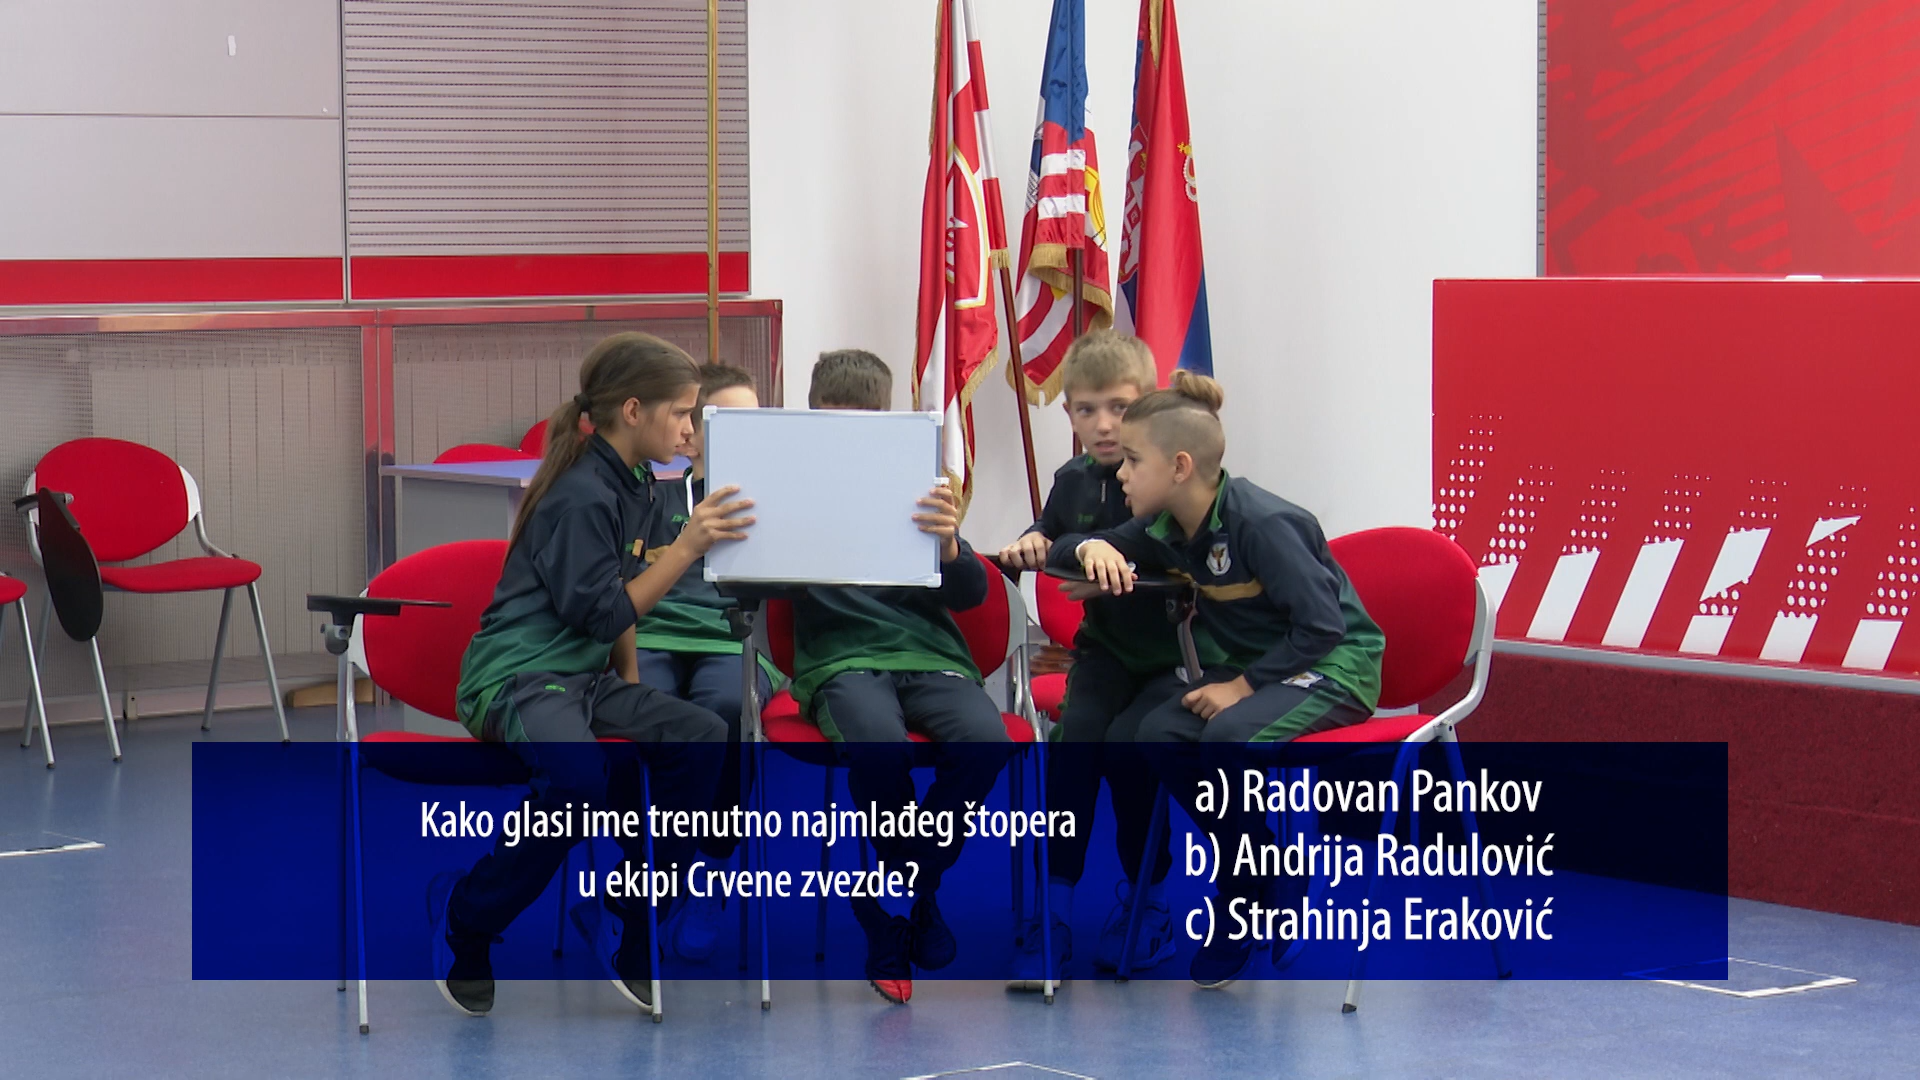 Kako glasi ime trenutno najmlađeg štopera
u ekipi Crvene zvezde?
a) Radovan Pankov
b) Andrija Radulović
c) Strahinja Eraković